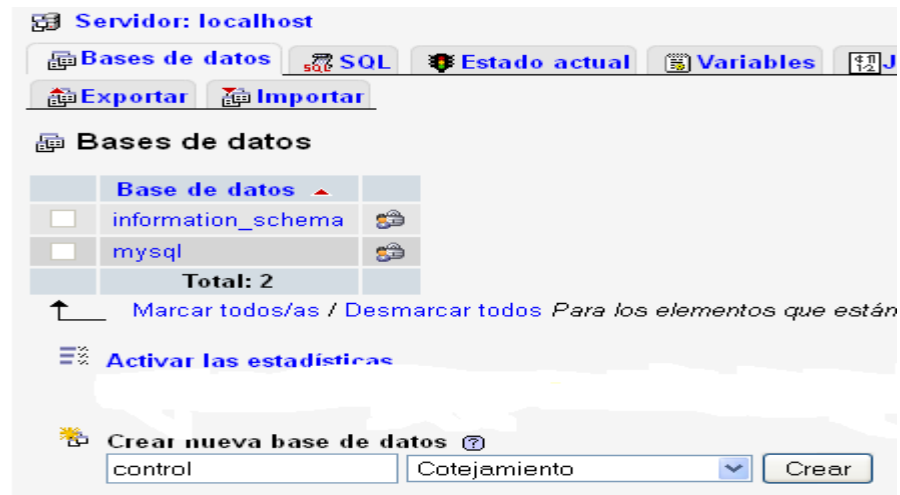 Servidor: localhost
Bases de datos SQL Estado actual Variables J
Exportar Importar
Bases de datos
Base de datos
information_schema
mysql
Total: 2
Marcar todos/as / Desmarcar todos Para los elementos que están
Activar las estadísticas
Crear nueva base de datos
control Cotejamiento Crear